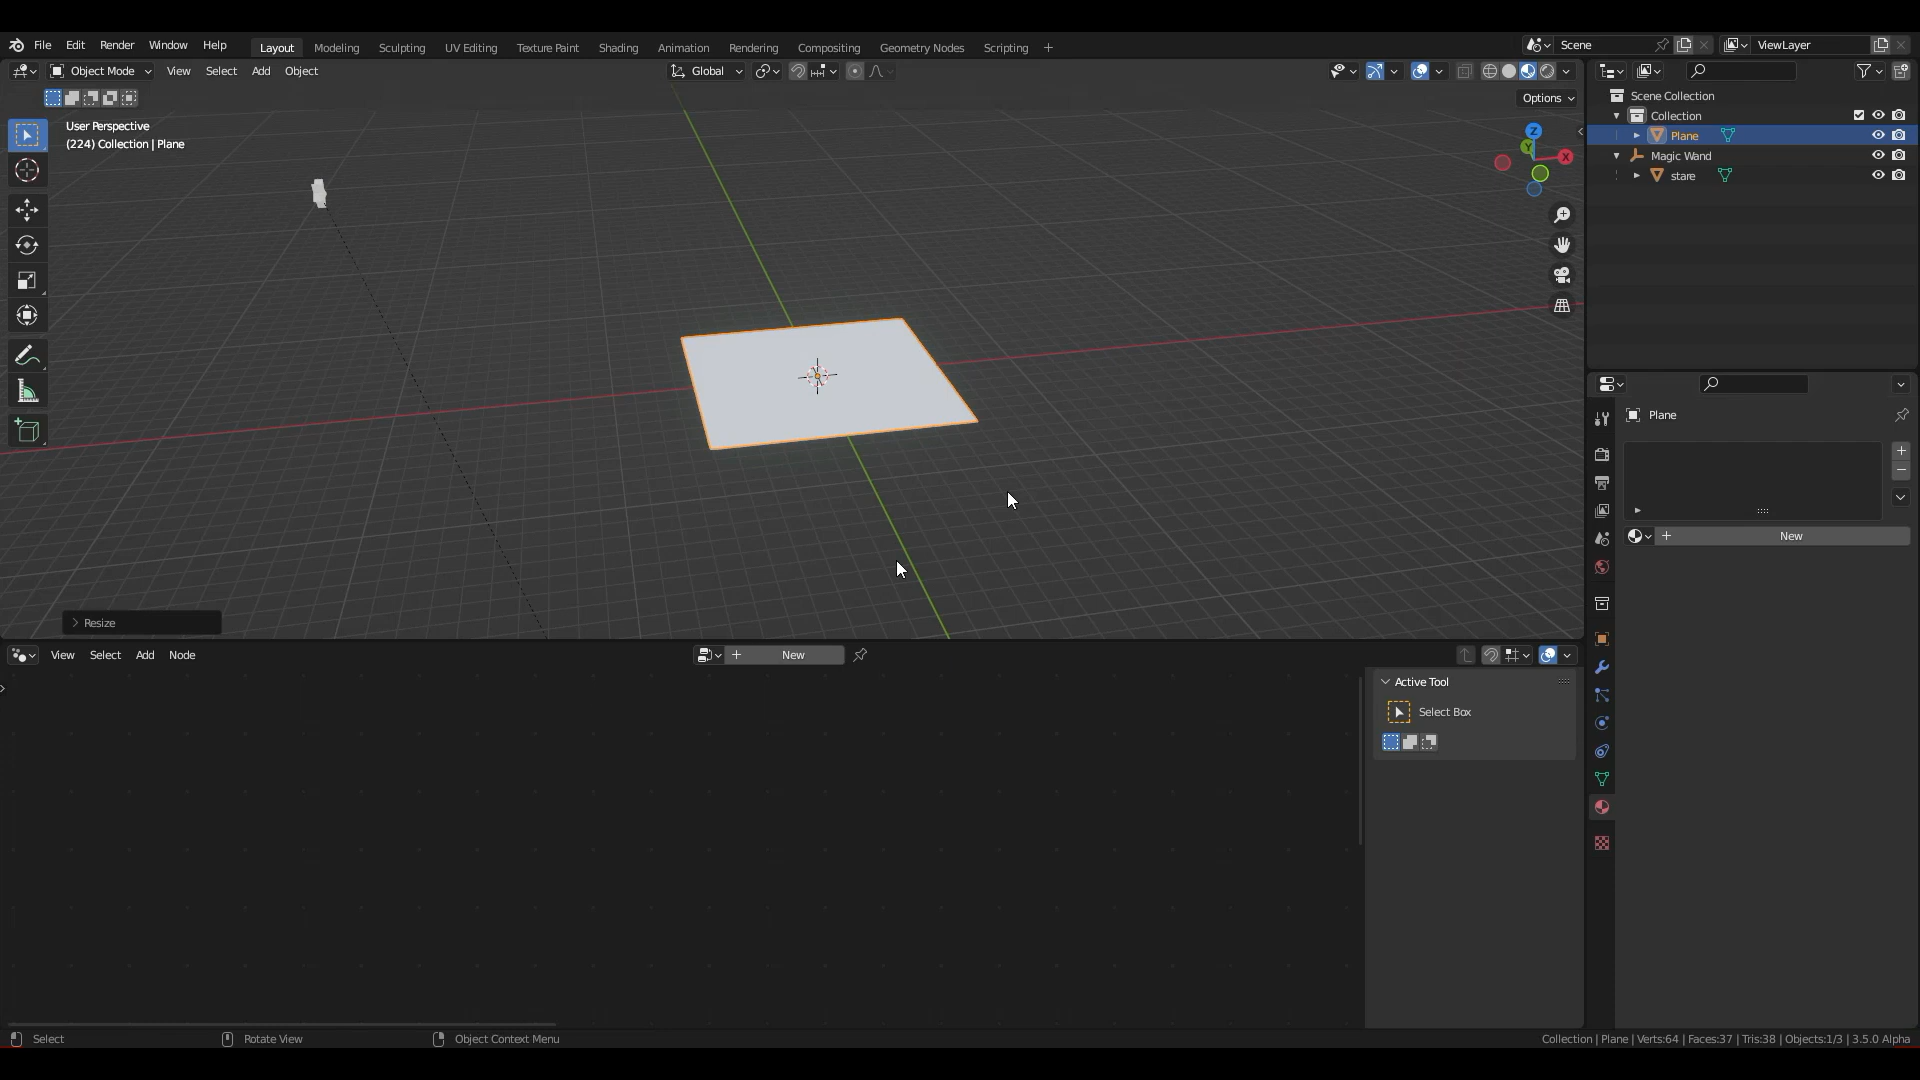 File Edit Render Window Help Layout Modeling Sculpting UV Editing Texture Paint Shading Animation Rendering Compositing Geometry Nodes Scripting + Scene ViewLayer
Object Mode View Select Add Object Global
Options
User Perspective
(224) Collection | Plane
Z
Y
X
Scene Collection
Collection
Plane
Magic Wand
stare
Plane
New
Resize
View Select Add Node New
Active Tool
Select Box
Select Rotate View Object Context Menu Collection | Plane | Verts:64 | Faces:37 | Tris:38 | Objects:1/3 | 3.5.0 Alpha